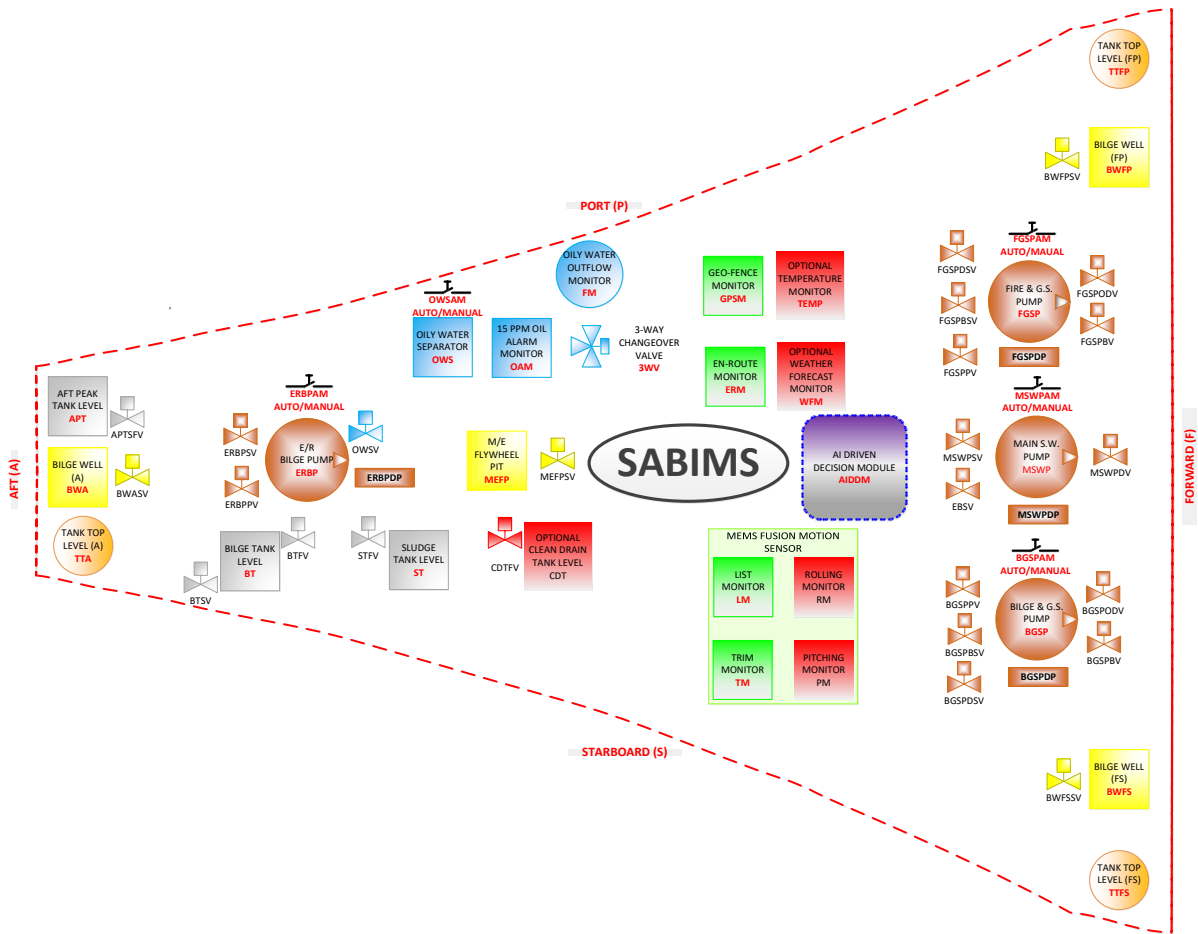 TANK TOP
LEVEL (FP)
TTFP
BILGE WELL
(FP)
BWFP
BWFPSV
PORT (P)
FGSPAM
AUTO/MAUAL
FGSPDSV
FGSPBSV
FGSPPV
FIRE & G.S.
PUMP
FGSP
FGSPODV
FGSPBV
FGSPDP
OILY WATER
OUTFLOW
MONITOR
FM
GEO-FENCE
MONITOR
GPSM
OPTIONAL
TEMPERATURE
MONITOR
TEMP
OWSAM
AUTO/MANUAL
OILY WATER
SEPARATOR
OWS
15 PPM OIL
ALARM
MONITOR
OAM
3-WAY
CHANGEOVER
VALVE
3WV
EN-ROUTE
MONITOR
ERM
OPTIONAL
WEATHER
FORECAST
MONITOR
WFM
AFT (A)
AFT PEAK
TANK LEVEL
APT
APTSFV
BILGE WELL
(A)
BWA
BWASV
TANK TOP
LEVEL (A)
TTA
ERBPAM
AUTO/MANUAL
ERBPSV
ERBPPV
E/R
BILGE PUMP
ERBP
OWSV
ERBPDP
M/E
FLYWHEEL
PIT
MEFP
MEFPSV
SABIMS
AI DRIVEN
DECISION MODULE
AIDDM
MSWPAM
AUTO/MANUAL
MSWPSV
EBSV
MAIN S.W.
PUMP
MSWP
MSWPDV
MSWPDP
FORWARD (F)
BTSV
BILGE TANK
LEVEL
BT
BTFV
STFV
SLUDGE
TANK LEVEL
ST
CDTFV
OPTIONAL
CLEAN DRAIN
TANK LEVEL
CDT
MEMS FUSION MOTION
SENSOR
LIST
MONITOR
LM
ROLLING
MONITOR
RM
TRIM
MONITOR
TM
PITCHING
MONITOR
PM
BGSPAM
AUTO/MANUAL
BGSPPV
BGSPBSV
BGSPDSV
BILGE & G.S.
PUMP
BGSP
BGSPODV
BGSPBV
BGSPDP
STARBOARD (S)
BWFSSV
BILGE WELL
(FS)
BWFS
TANK TOP
LEVEL (FS)
TTFS